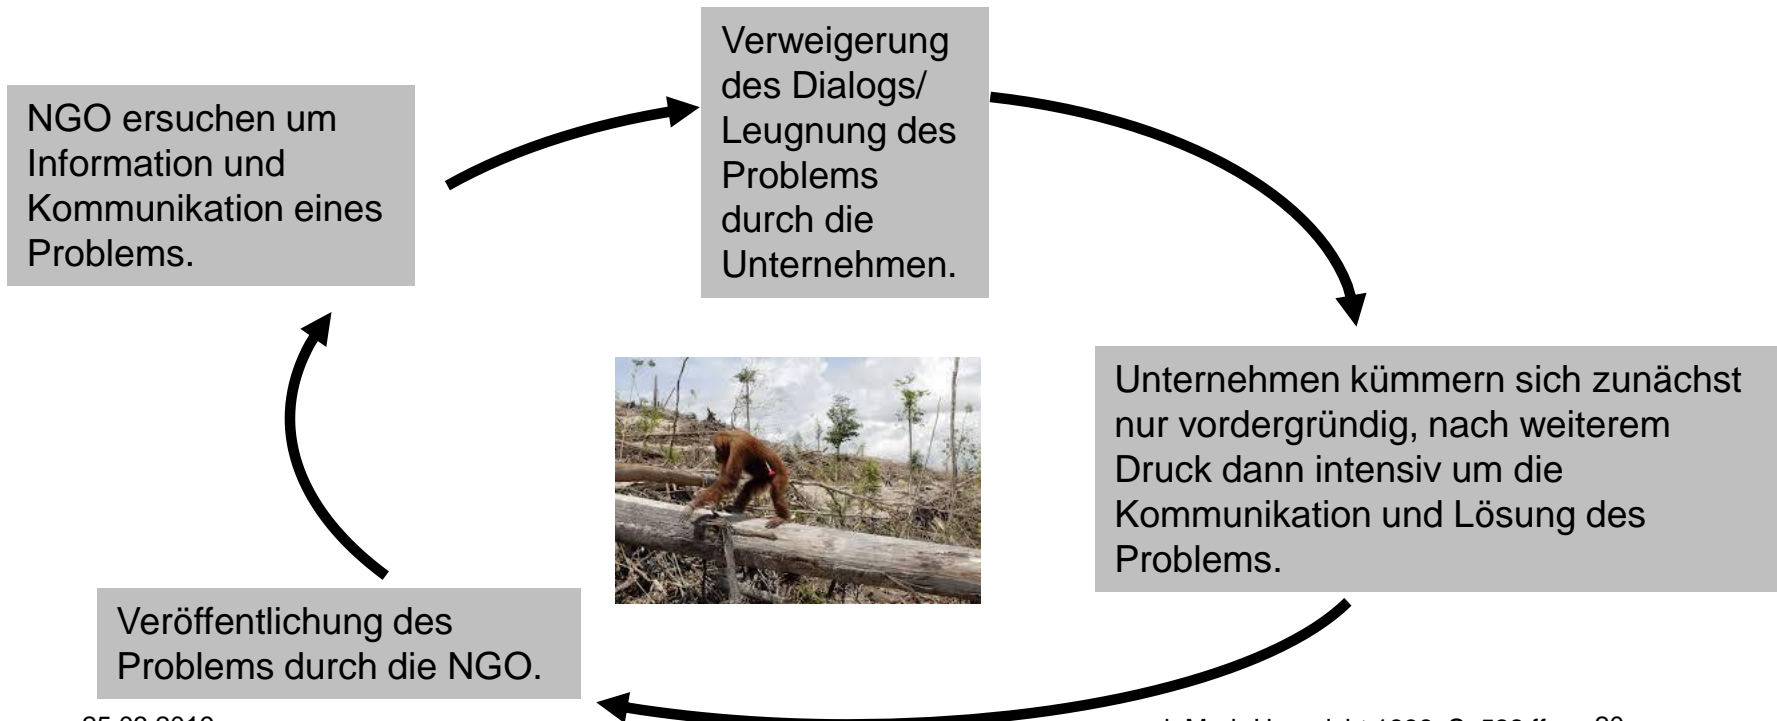 NGO ersuchen um
Information und
Kommunikation eines
Problems.
Verweigerung
des Dialogs/
Leugnung des
Problems
durch die
Unternehmen.
Unternehmen kümmern sich zunächst
nur vordergründig, nach weiterem
Druck dann intensiv um die
Kommunikation und Lösung des
Problems.
Veröffentlichung des
Problems durch die NGO.